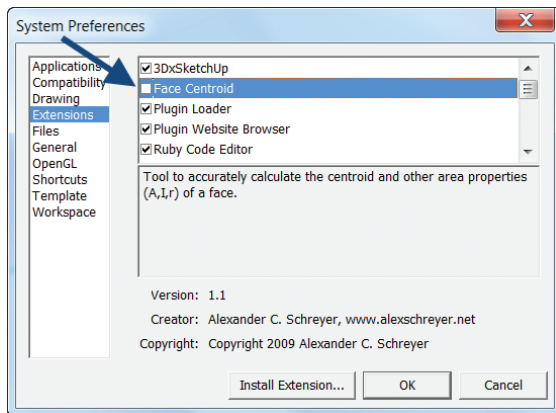 System Preferences
Applications
Compatibility
Drawing
Extensions
Files
General
OpenGL
Shortcuts
Template
Workspace
3DxSketchUp
Face Centroid
Plugin Loader
Plugin Website Browser
Ruby Code Editor
Tool to accurately calculate the centroid and other area properties
(A,I,r) of a face.
Version: 1.1
Creator: Alexander C. Schreyer, www.alexschreyer.net
Copyright: Copyright 2009 Alexander C. Schreyer
Install Extension... OK Cancel